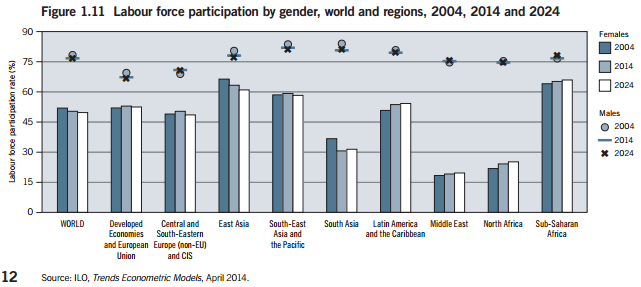 Figure 1.11 Labour force participation by gender, world and regions, 2004, 2014 and 2024
Labour force participation rate (%)
90
75
60
45
30
15
0
WORLD
Developed
Economies
and European
Union
Central and
South-Eastern
Europe (non-EU)
and CIS
East Asia
South-East
Asia and
the Pacific
South Asia
Latin America
and the Caribbean
Middle East
North Africa
Sub-Saharan
Africa
Females
2004
2014
2024
Males
2004
2014
2024
12
Source: ILO, Trends Econometric Models, April 2014.